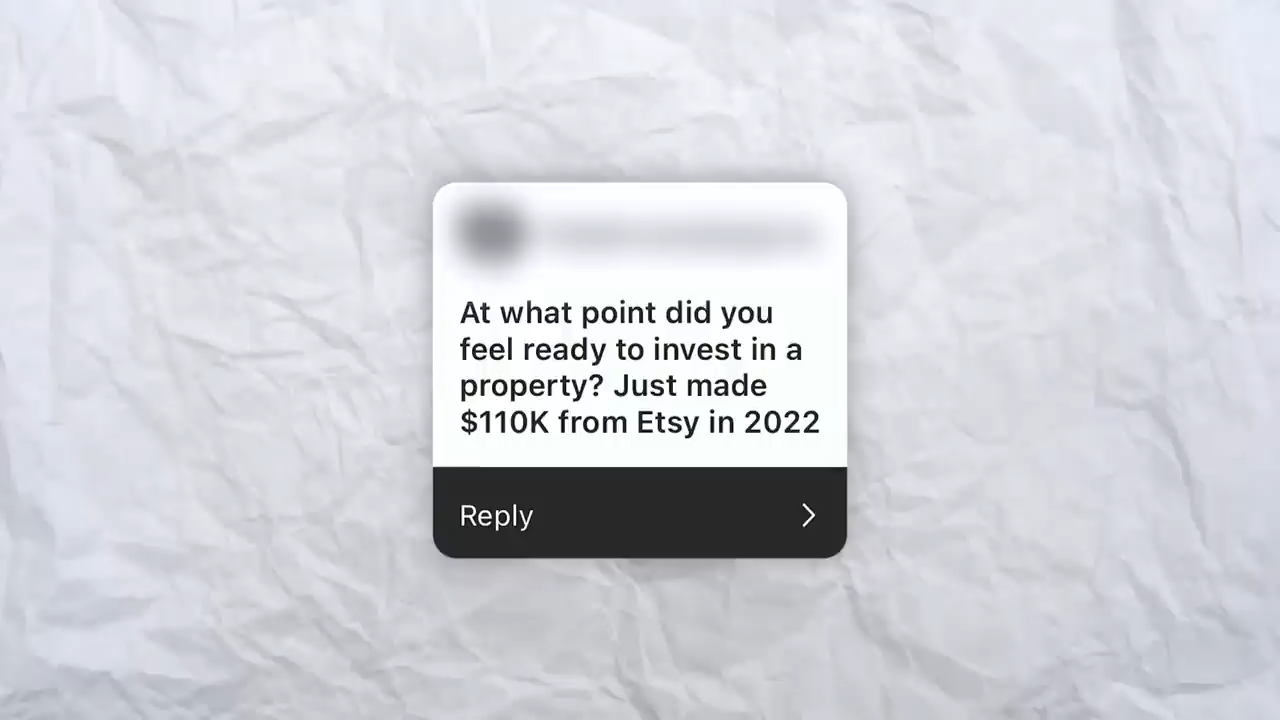 At what point did you
feel ready to invest in a
property? Just made
$110K from Etsy in 2022
Reply